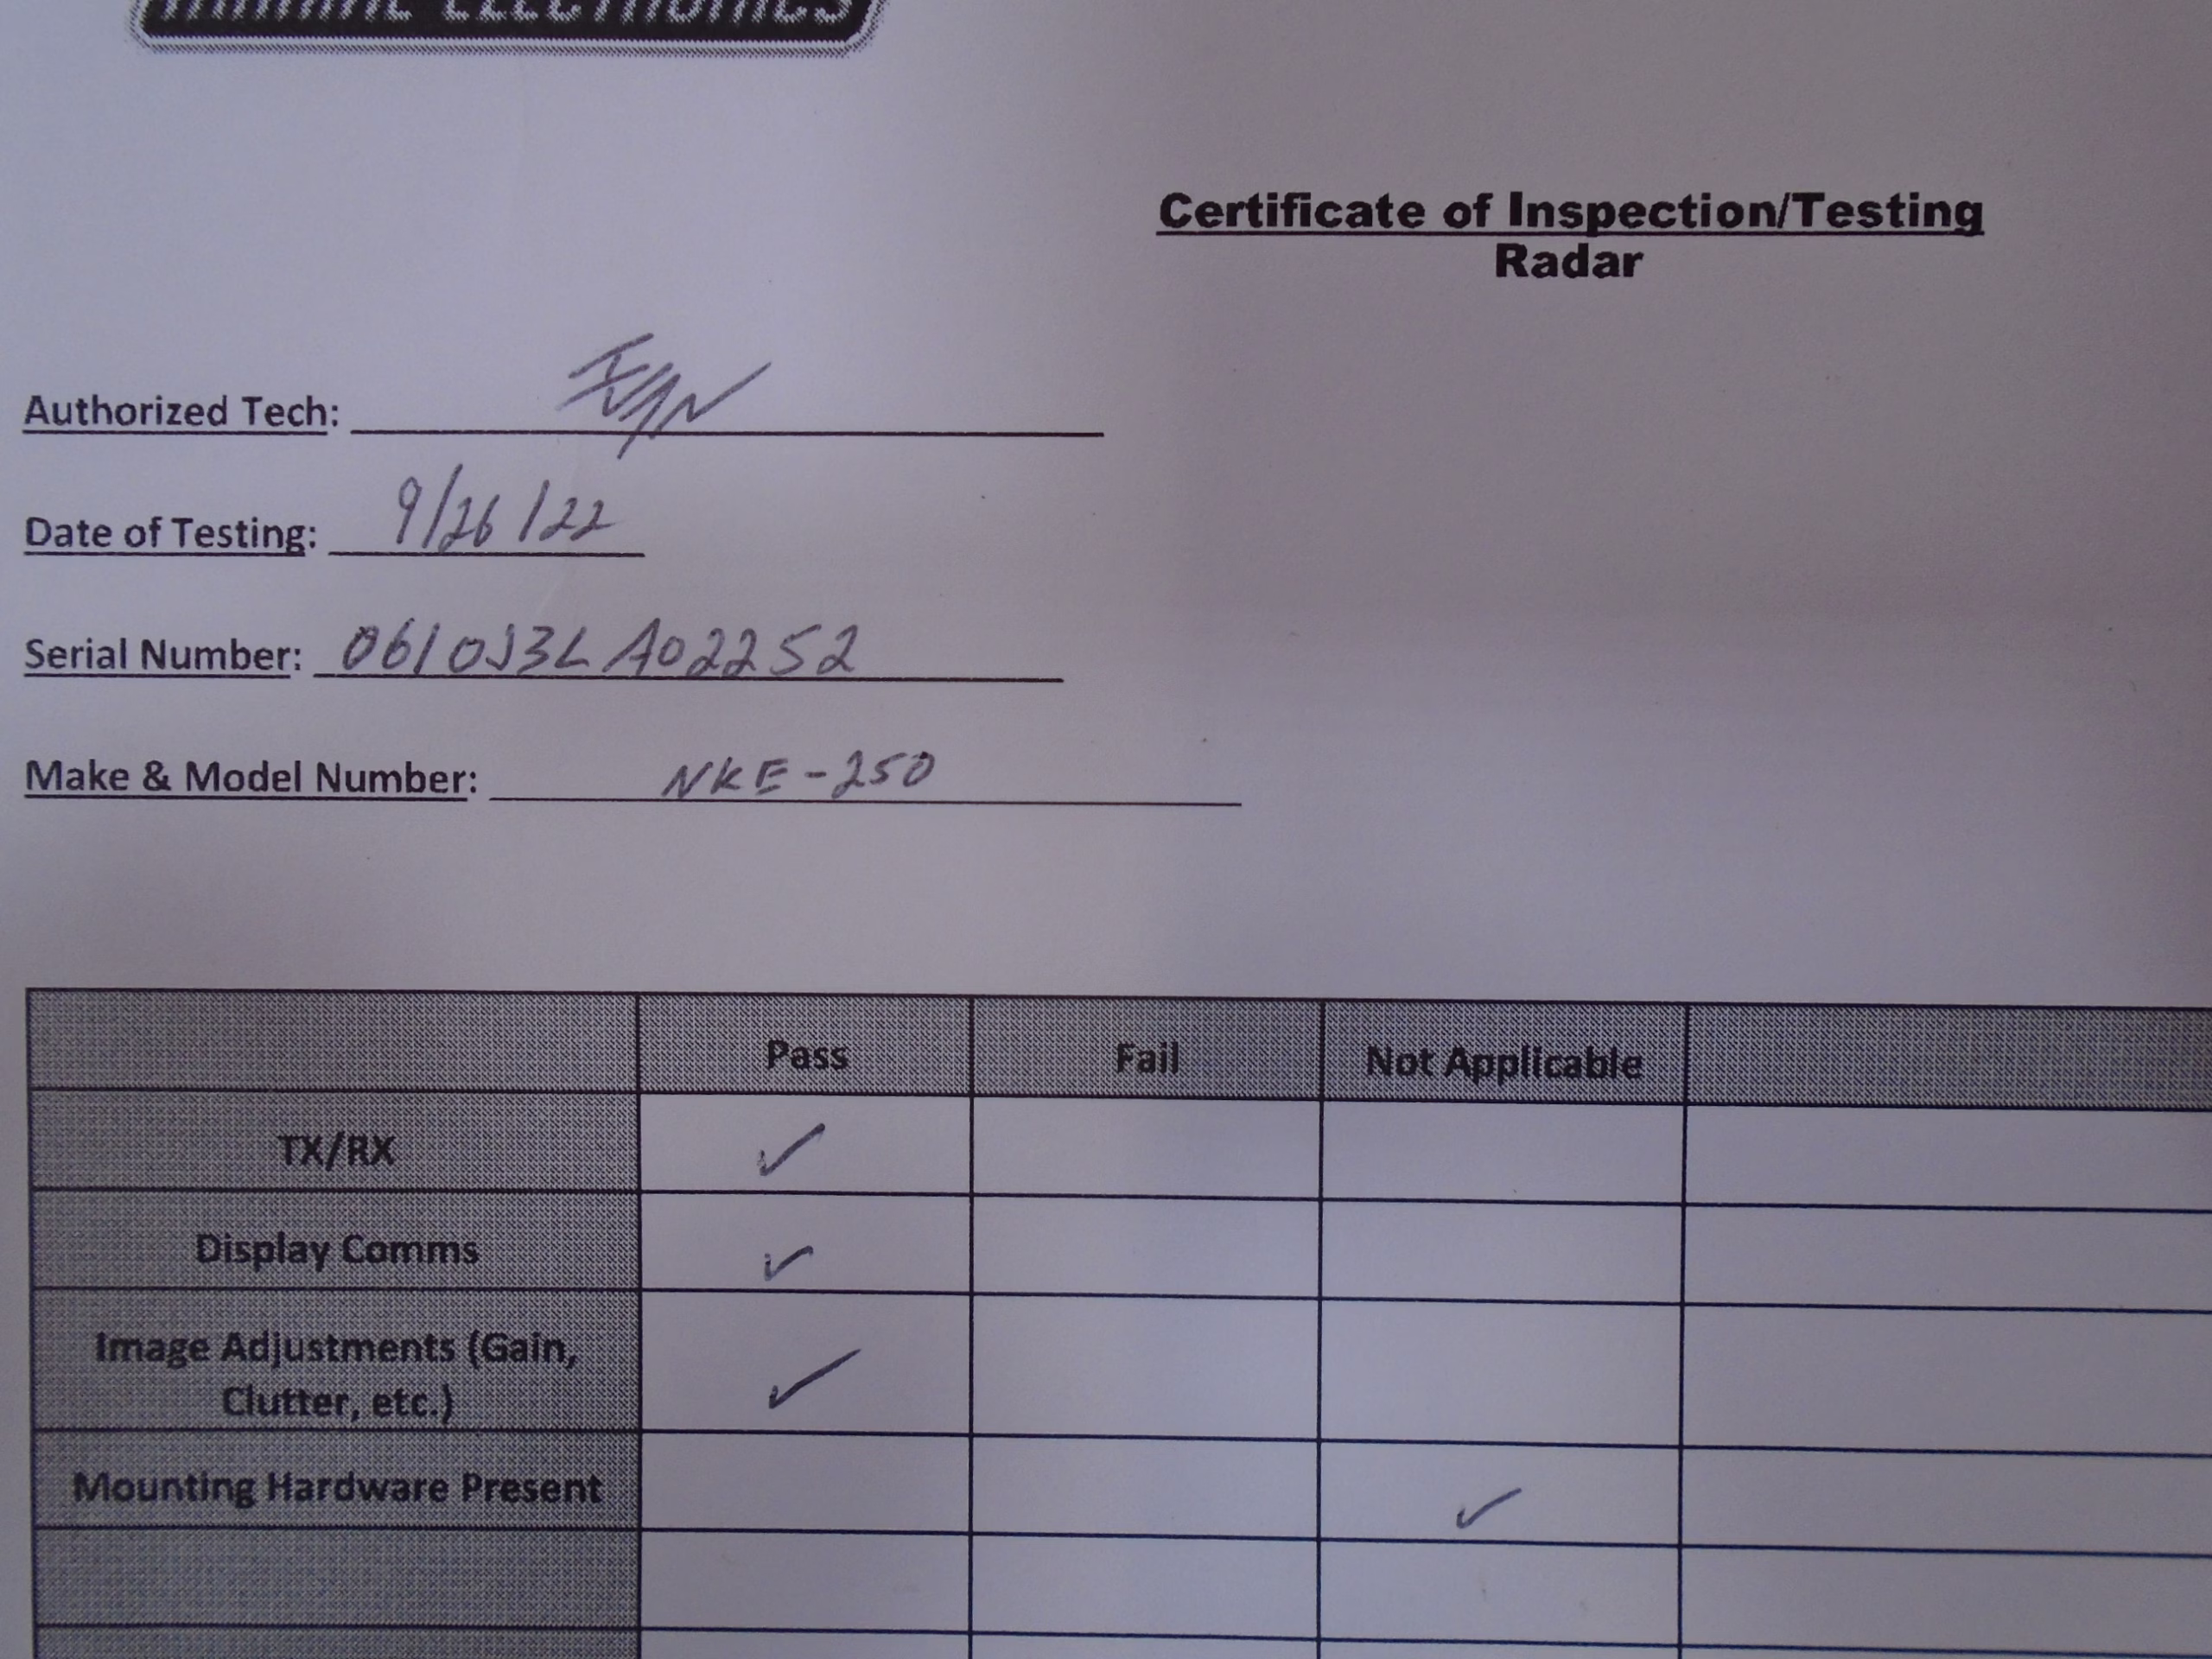 ELECTRONICS
Certificate of Inspection/Testing
Radar
Authorized Tech:
Date of Testing: 9/26/22
Serial Number: 0610J3LA02252
Make & Model Number: NKE-250
Pass Fail Not Applicable
TX/RX ✓
Display Comms ✓
Image Adjustments (Gain,
Clutter, etc.) ✓
Mounting Hardware Present ✓